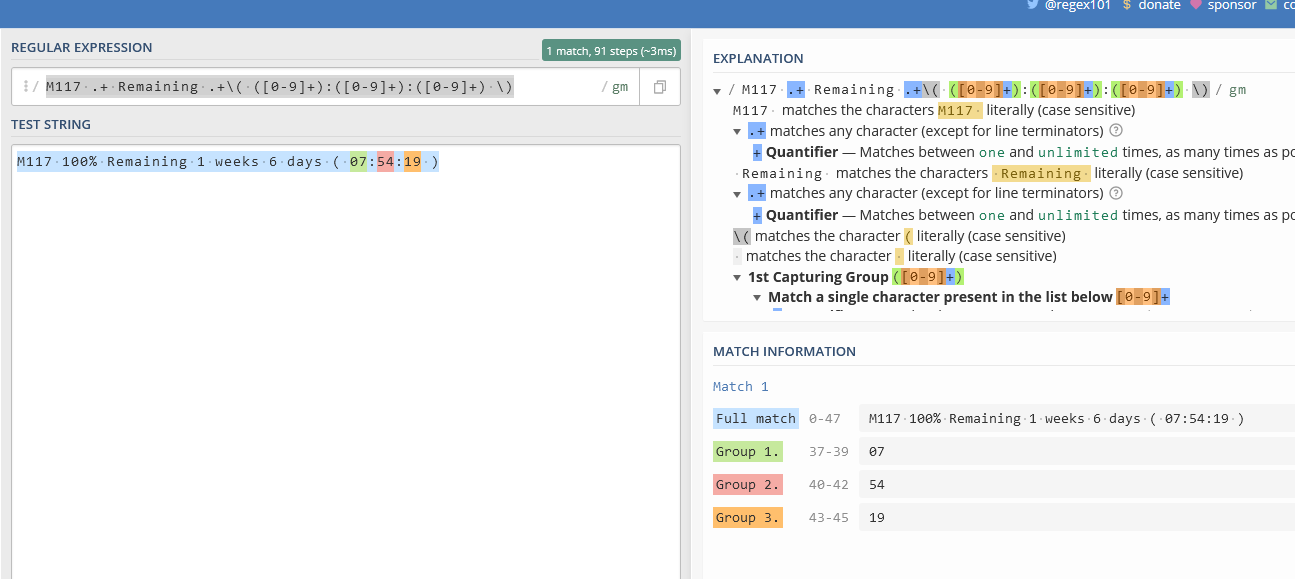 @regex101 $ donate sponsor co
REGULAR EXPRESSION
1 match, 91 steps (~3ms)
/ M117 .+ Remaining .+\( ([0-9]+):([0-9]+):([0-9]+) \) / gm
TEST STRING
M117 100% Remaining 1 weeks 6 days ( 07:54:19 )
EXPLANATION
/ M117 .+ Remaining .+\( ([0-9]+):([0-9]+):([0-9]+) \) / gm
M117 matches the characters M117 literally (case sensitive)
.+ matches any character (except for line terminators) ?
+ Quantifier — Matches between one and unlimited times, as many times as po
Remaining matches the characters Remaining literally (case sensitive)
.+ matches any character (except for line terminators) ?
+ Quantifier — Matches between one and unlimited times, as many times as po
\( matches the character ( literally (case sensitive)
matches the character literally (case sensitive)
1st Capturing Group ([0-9]+)
Match a single character present in the list below [0-9]+
MATCH INFORMATION
Match 1
Full match 0-47 M117 100% Remaining 1 weeks 6 days ( 07:54:19 )
Group 1. 37-39 07
Group 2. 40-42 54
Group 3. 43-45 19